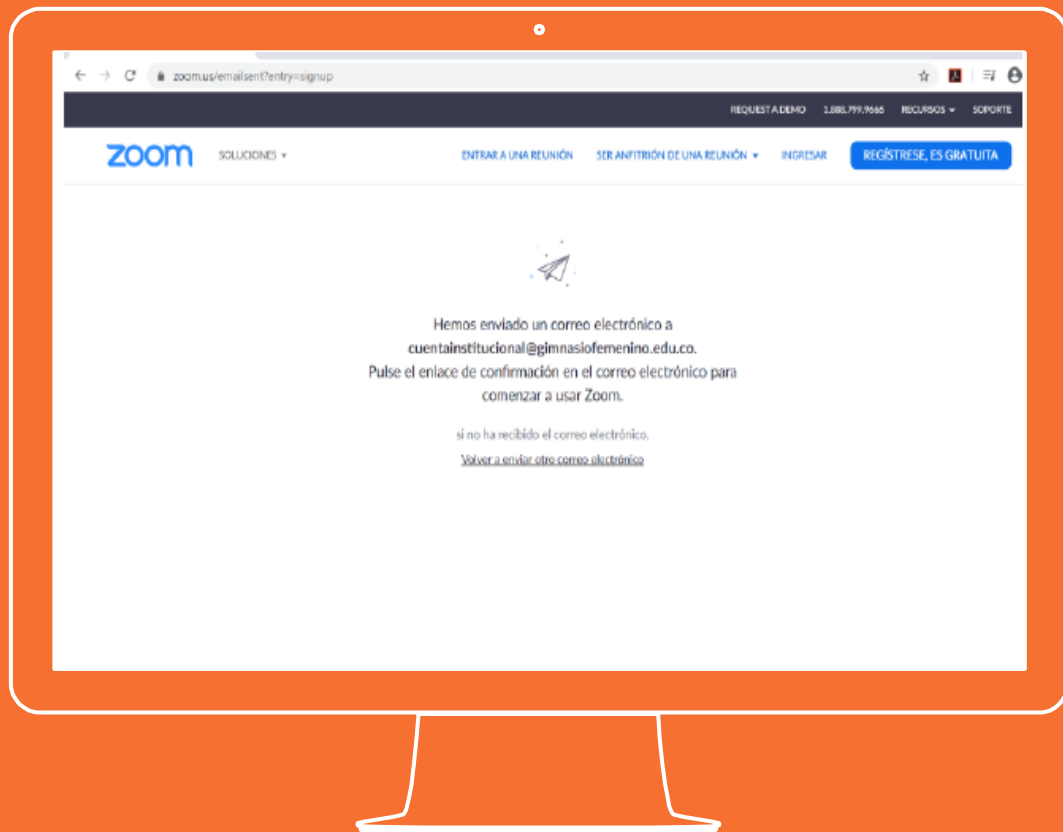 zoom.us/emailsent?entry=signup
REQUEST A DEMO 1.888.799.9666 RECURSOS SOPORTE
zoom SOLUCIONES ENTRAR A UNA REUNIÓN SER ANFITRIÓN DE UNA REUNIÓN INGRESAR REGÍSTRESE, ES GRATUITA
Hemos enviado un correo electrónico a
cuentainstitucional@gimnasiofemenino.edu.co.
Pulse el enlace de confirmación en el correo electrónico para
comenzar a usar Zoom.
si no ha recibido el correo electrónico,
Volver a enviar otro correo electrónico